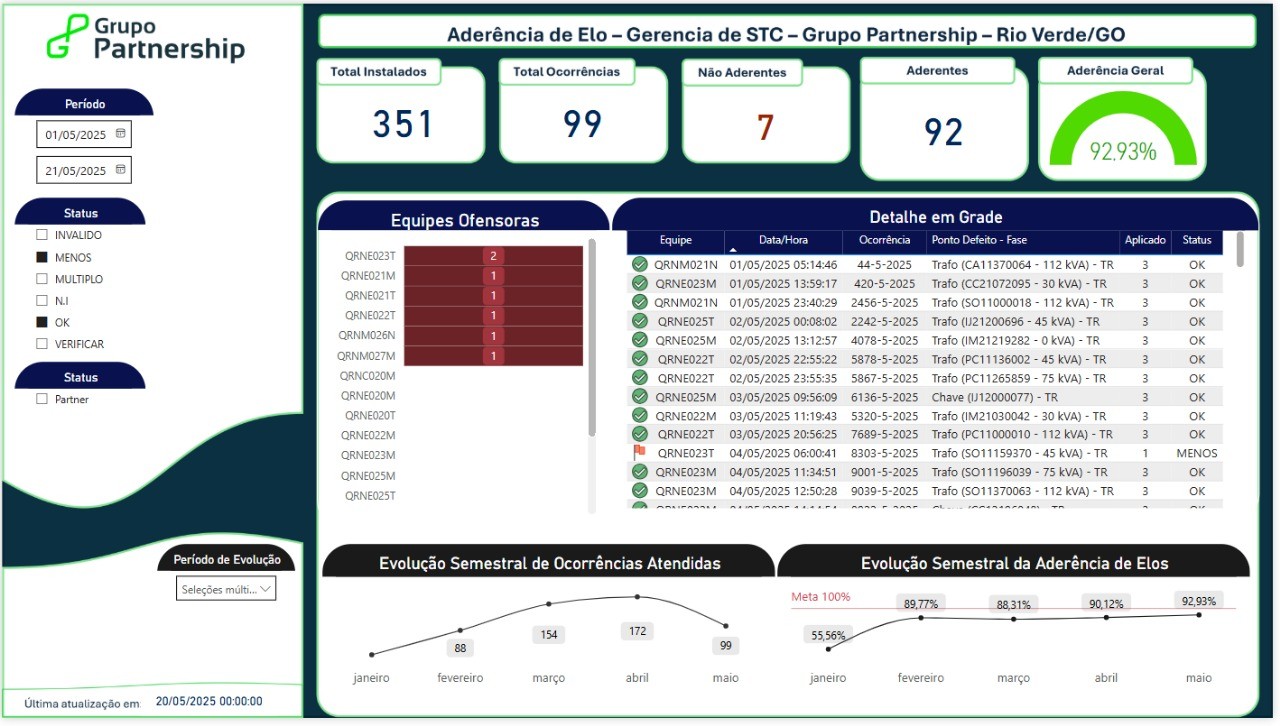 Grupo
Partnership
Aderência de Elo – Gerencia de STC – Grupo Partnership – Rio Verde/GO
Total Instalados
351
Total Ocorrências
99
Não Aderentes
7
Aderentes
92
Aderência Geral
92,93%
Período
01/05/2025
21/05/2025
Status
INVALIDO
MENOS
MULTIPLO
N.I
OK
VERIFICAR
Status
Partner
Período de Evolução
Seleções múlti...
Última atualização em: 20/05/2025 00:00:00
Equipes Ofensoras
QRNE023T 2
QRNE021M 1
QRNE021T 1
QRNE022T 1
QRNM026N 1
QRNM027M 1
QRNC020M
QRNE020M
QRNE020T
QRNE022M
QRNE023M
QRNE025M
QRNE025T
Detalhe em Grade
Equipe Data/Hora Ocorrência Ponto Defeito - Fase Aplicado Status
QRNM021N 01/05/2025 05:14:46 44-5-2025 Trafo (CA11370064 - 112 kVA) - TR 3 OK
QRNE023M 01/05/2025 13:59:17 420-5-2025 Trafo (CC21072095 - 30 kVA) - TR 3 OK
QRNM021N 01/05/2025 23:40:29 2456-5-2025 Trafo (SO11000018 - 112 kVA) - TR 3 OK
QRNE025T 02/05/2025 00:08:02 2242-5-2025 Trafo (IJ21200696 - 45 kVA) - TR 3 OK
QRNE025M 02/05/2025 13:12:57 4078-5-2025 Trafo (IM21219282 - 0 kVA) - TR 3 OK
QRNE022T 02/05/2025 22:55:22 5878-5-2025 Trafo (PC11136002 - 45 kVA) - TR 3 OK
QRNE022T 02/05/2025 23:55:35 5867-5-2025 Trafo (PC11265859 - 75 kVA) - TR 3 OK
QRNE025M 03/05/2025 09:56:09 6136-5-2025 Chave (IJ12000077) - TR 3 OK
QRNE022M 03/05/2025 11:19:43 5320-5-2025 Trafo (IM21030042 - 30 kVA) - TR 3 OK
QRNE022T 03/05/2025 20:56:25 7689-5-2025 Trafo (PC11000010 - 112 kVA) - TR 3 OK
QRNE023T 04/05/2025 06:00:41 8303-5-2025 Trafo (SO11159370 - 45 kVA) - TR 1 MENOS
QRNE023M 04/05/2025 11:34:51 9001-5-2025 Trafo (SO11196039 - 75 kVA) - TR 3 OK
QRNE023M 04/05/2025 12:50:28 9039-5-2025 Trafo (SO11370063 - 112 kVA) - TR 3 OK
Evolução Semestral de Ocorrências Atendidas
88
154
172
99
janeiro fevereiro março abril maio
Evolução Semestral da Aderência de Elos
Meta 100%
55,56%
89,77%
88,31%
90,12%
92,93%
janeiro fevereiro março abril maio